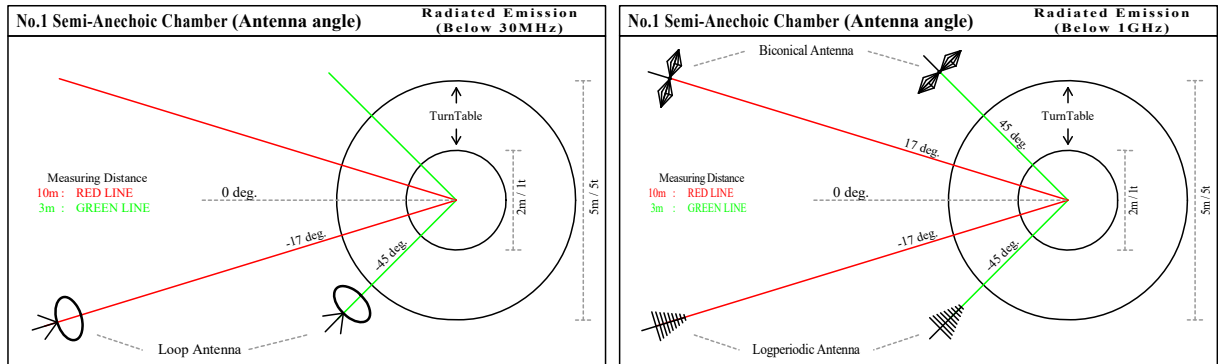 No.1 Semi-Anechoic Chamber (Antenna angle)
Radiated Emission
(Below 30MHz)
TurnTable
Measuring Distance
10m : RED LINE
3m : GREEN LINE
0 deg.
2m / 1t
5m / 5t
-17 deg.
-45 deg.
Loop Antenna
No.1 Semi-Anechoic Chamber (Antenna angle)
Radiated Emission
(Below 1GHz)
Biconical Antenna
TurnTable
45 deg.
17 deg.
Measuring Distance
10m : RED LINE
3m : GREEN LINE
0 deg.
2m / 1t
5m / 5t
-17 deg.
-45 deg.
Logperiodic Antenna